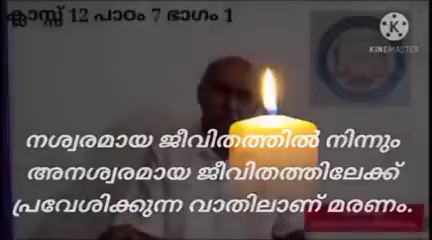 ക്ലാസ്സ് 12 പാഠം 7 ഭാഗം 1
KINEMASTER
നശ്വരമായ ജീവിതത്തിൽ നിന്നും
അനശ്വരമായ ജീവിതത്തിലേക്ക്
പ്രവേശിക്കുന്ന വാതിലാണ് മരണം.